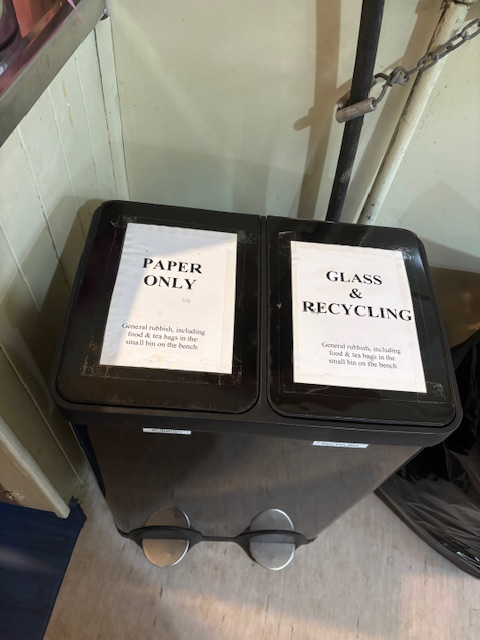 PAPER
ONLY
General rubbish, including
food & tea bags in the
small bin on the bench
GLASS
&
RECYCLING
General rubbish, including
food & tea bags in the
small bin on the bench